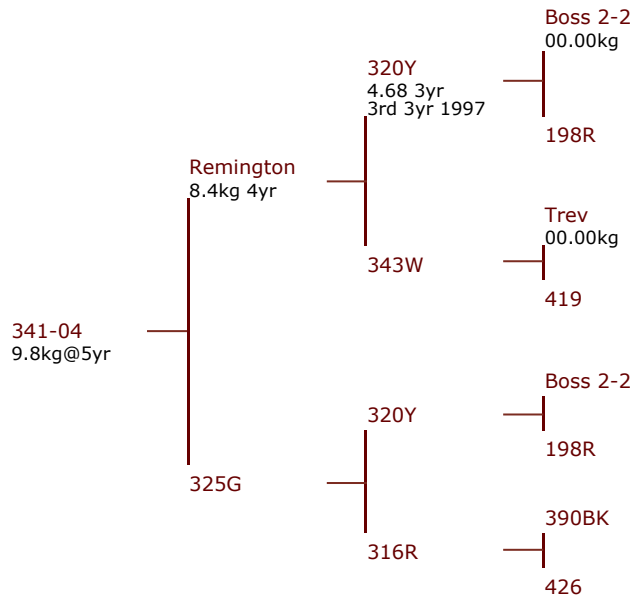 Boss 2-2
00.00kg
320Y
4.68 3yr
3rd 3yr 1997
198R
Remington
8.4kg 4yr
Trev
00.00kg
343W
419
341-04
9.8kg@5yr
Boss 2-2
320Y
198R
325G
390BK
316R
426